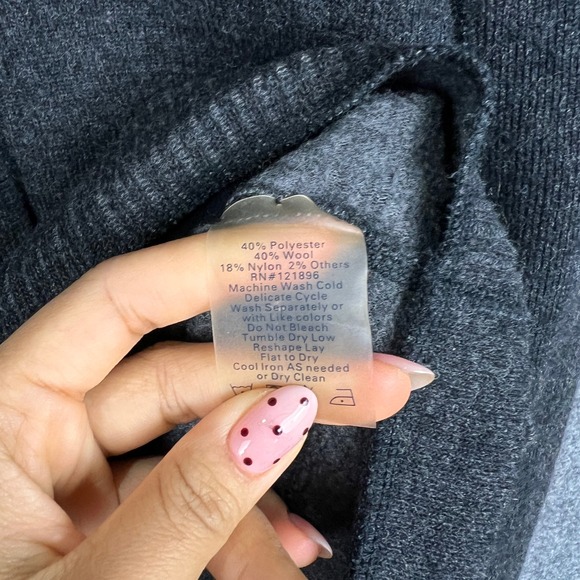 40% Polyester
40% Wool
18% Nylon 2% Others
RN#121896
Machine Wash Cold
Delicate Cycle
Wash Separately or
with Like colors
Do Not Bleach
Tumble Dry Low
Reshape Lay
Flat to Dry
Cool Iron AS needed
or Dry Clean